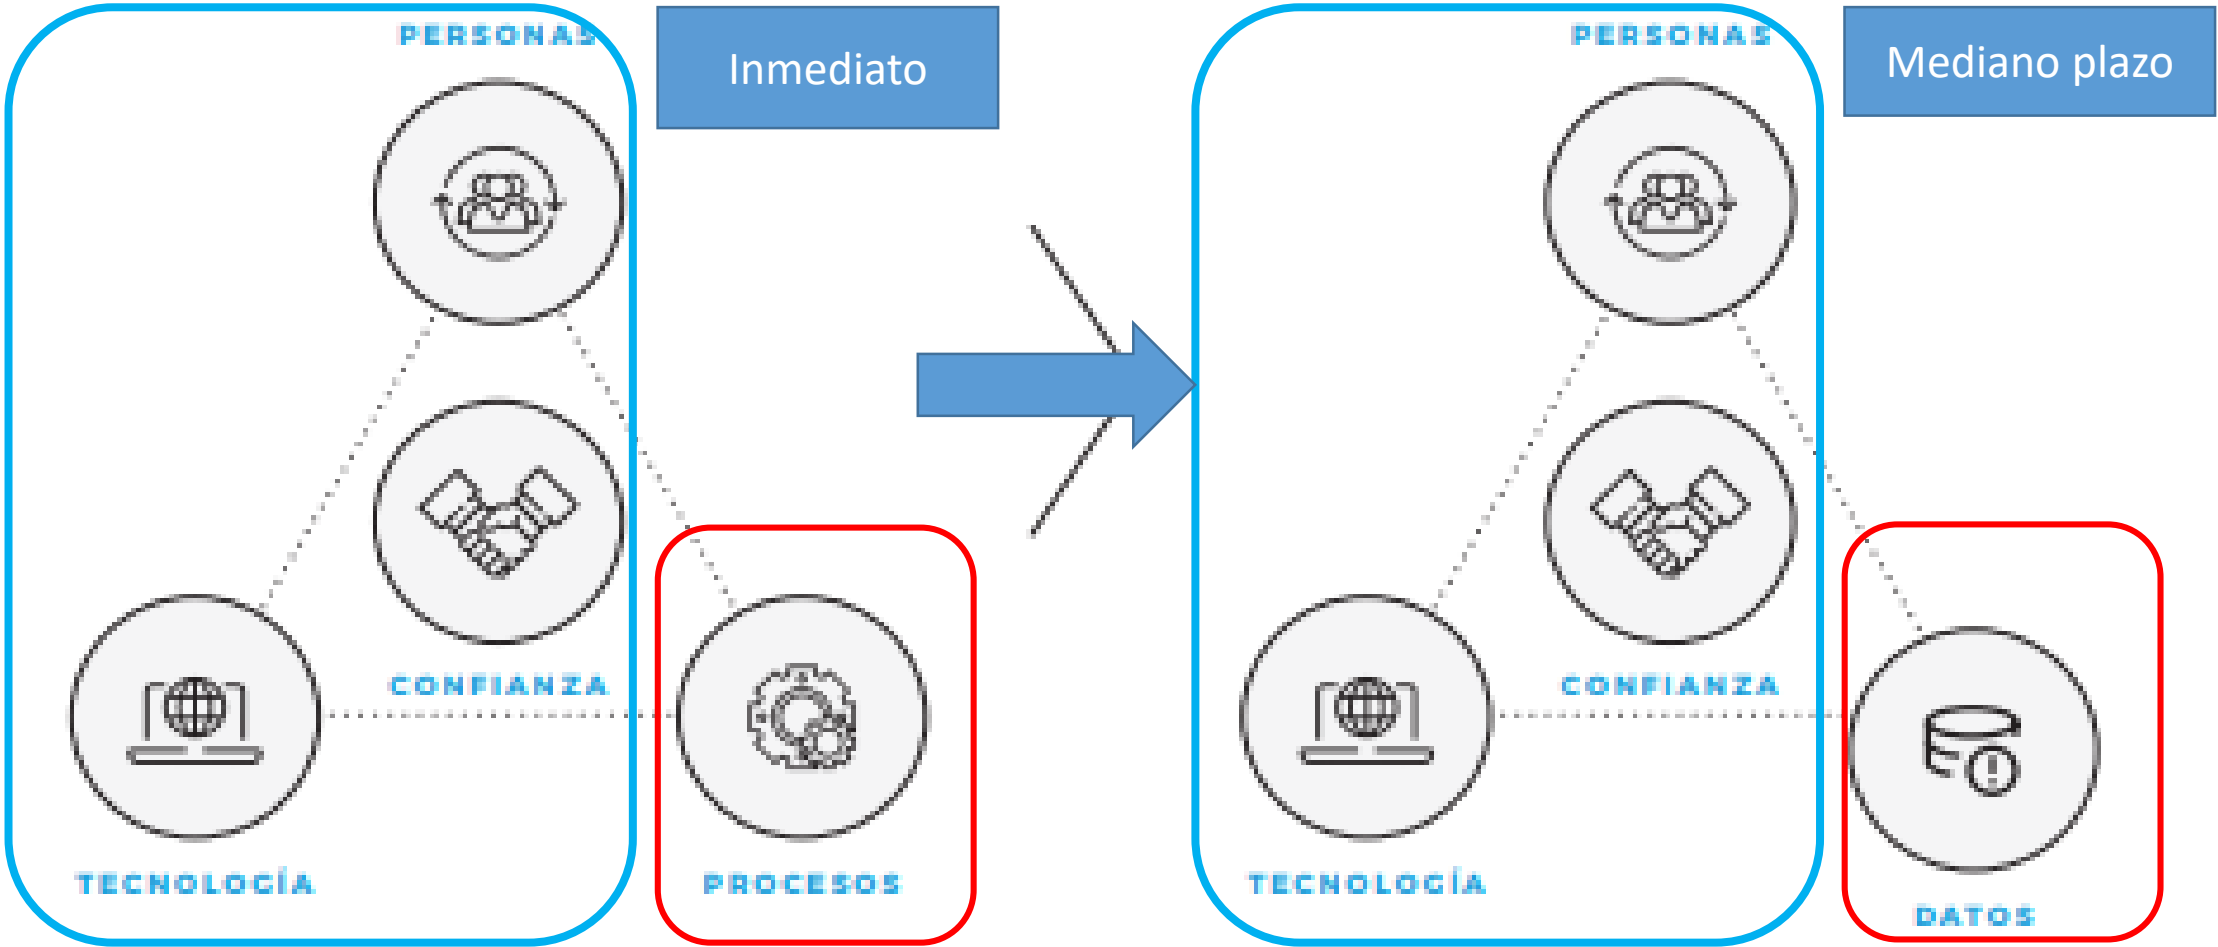 PERSONAS
Inmediato
CONFIANZA
TECNOLOGÍA
PROCESOS
PERSONAS
Mediano plazo
CONFIANZA
TECNOLOGÍA
DATOS